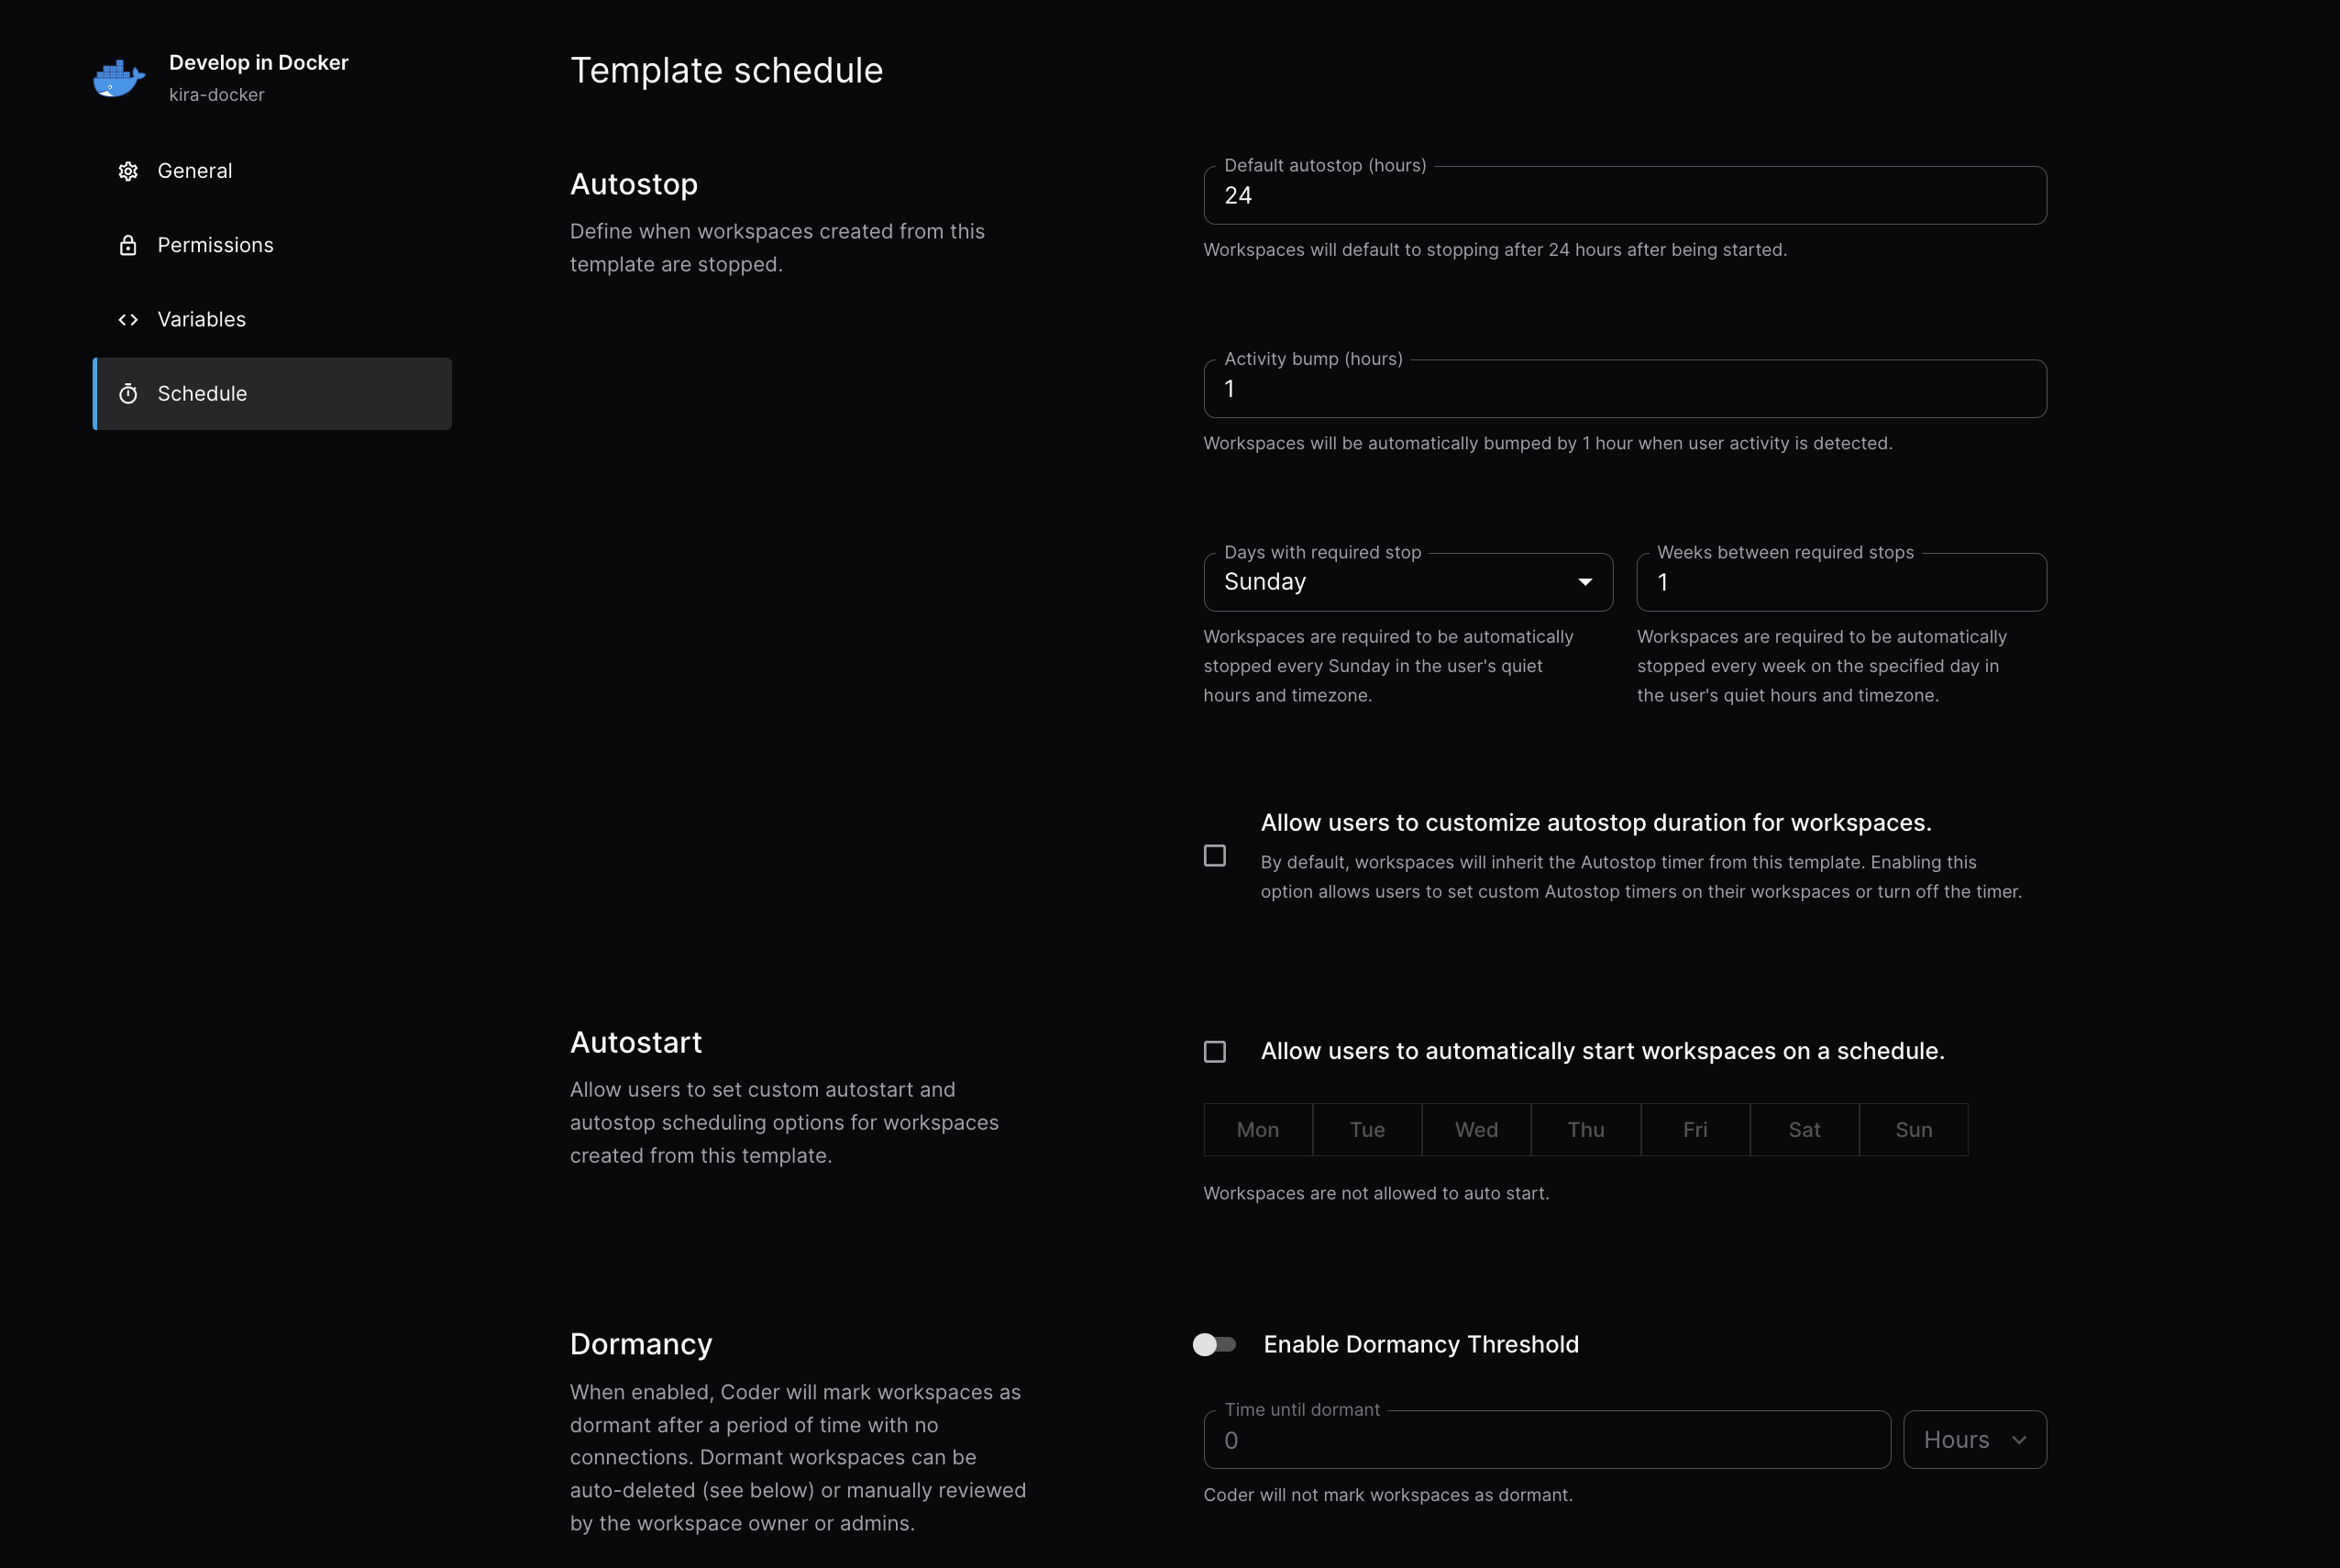 Develop in Docker
kira-docker
General
Permissions
Variables
Schedule
Template schedule
Autostop
Define when workspaces created from this
template are stopped.
Default autostop (hours)
24
Workspaces will default to stopping after 24 hours after being started.
Activity bump (hours)
1
Workspaces will be automatically bumped by 1 hour when user activity is detected.
Days with required stop
Sunday
Workspaces are required to be automatically
stopped every Sunday in the user's quiet
hours and timezone.
Weeks between required stops
1
Workspaces are required to be automatically
stopped every week on the specified day in
the user's quiet hours and timezone.
Allow users to customize autostop duration for workspaces.
By default, workspaces will inherit the Autostop timer from this template. Enabling this
option allows users to set custom Autostop timers on their workspaces or turn off the timer.
Autostart
Allow users to set custom autostart and
autostop scheduling options for workspaces
created from this template.
Allow users to automatically start workspaces on a schedule.
Mon Tue Wed Thu Fri Sat Sun
Workspaces are not allowed to auto start.
Dormancy
When enabled, Coder will mark workspaces as
dormant after a period of time with no
connections. Dormant workspaces can be
auto-deleted (see below) or manually reviewed
by the workspace owner or admins.
Enable Dormancy Threshold
Time until dormant
0
Hours
Coder will not mark workspaces as dormant.